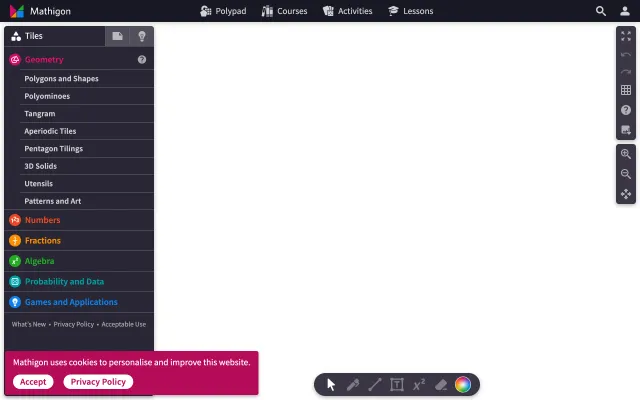 Mathigon
Polypad
Courses
Activities
Lessons
Tiles
Geometry
?
Polygons and Shapes
Polyominoes
Tangram
Aperiodic Tiles
Pentagon Tilings
3D Solids
Utensils
Patterns and Art
Numbers
Fractions
Algebra
Probability and Data
Games and Applications
What's New • Privacy Policy • Acceptable Use
Mathigon uses cookies to personalise and improve this website.
Accept
Privacy Policy
T
x²
?